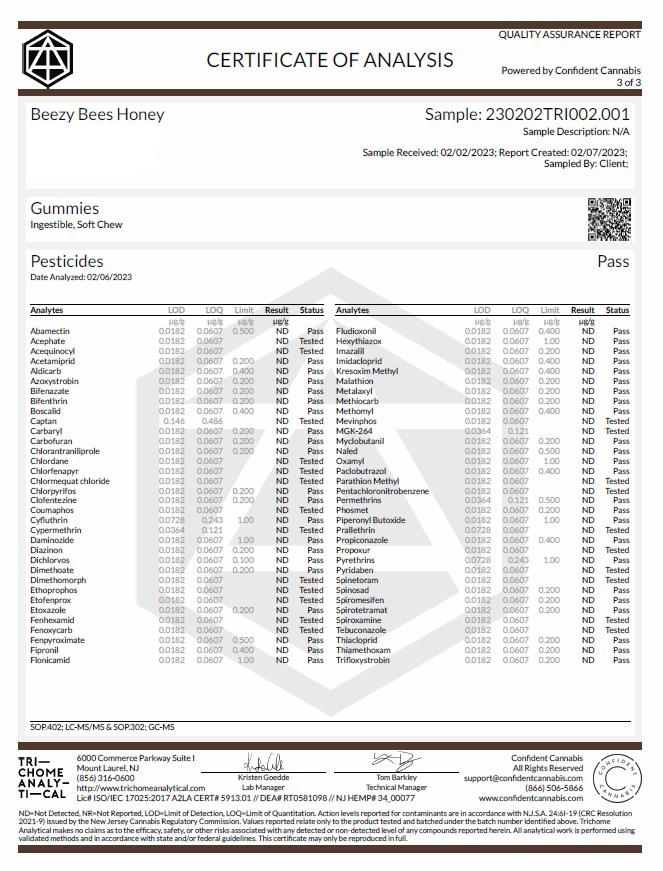 QUALITY ASSURANCE REPORT
CERTIFICATE OF ANALYSIS
Powered by Confident Cannabis
3 of 3
Beezy Bees Honey
Sample: 230202TRI002.001
Sample Description: N/A
Sample Received: 02/02/2023; Report Created: 02/07/2023;
Sampled By: Client;
Gummies
Ingestible, Soft Chew
Pesticides
Pass
Date Analyzed: 02/06/2023
Analytes LOD LOQ Limit Result Status
µg/g µg/g µg/g µg/g
Abamectin 0.0182 0.0607 0.500 ND Pass
Acephate 0.0182 0.0607 ND Tested
Acequinocyl 0.0182 0.0607 ND Tested
Acetamiprid 0.0182 0.0607 0.200 ND Pass
Aldicarb 0.0182 0.0607 0.400 ND Pass
Azoxystrobin 0.0182 0.0607 0.200 ND Pass
Bifenazate 0.0182 0.0607 0.200 ND Pass
Bifenthrin 0.0182 0.0607 0.200 ND Pass
Boscalid 0.0182 0.0607 0.400 ND Pass
Captan 0.146 0.486 ND Tested
Carbaryl 0.0182 0.0607 0.200 ND Pass
Carbofuran 0.0182 0.0607 0.200 ND Pass
Chlorantraniliprole 0.0182 0.0607 0.200 ND Pass
Chlordane 0.0182 0.0607 ND Tested
Chlorfenapyr 0.0182 0.0607 ND Tested
Chlormequat chloride 0.0182 0.0607 ND Tested
Chlorpyrifos 0.0182 0.0607 0.200 ND Pass
Clofentezine 0.0182 0.0607 0.200 ND Pass
Coumaphos 0.0182 0.0607 ND Tested
Cyfluthrin 0.0728 0.243 1.00 ND Pass
Cypermethrin 0.0364 0.121 ND Tested
Daminozide 0.0182 0.0607 1.00 ND Pass
Diazinon 0.0182 0.0607 0.200 ND Pass
Dichlorvos 0.0182 0.0607 0.100 ND Pass
Dimethoate 0.0182 0.0607 0.200 ND Pass
Dimethomorph 0.0182 0.0607 ND Tested
Ethoprophos 0.0182 0.0607 ND Tested
Etofenprox 0.0182 0.0607 ND Tested
Etoxazole 0.0182 0.0607 0.200 ND Pass
Fenhexamid 0.0182 0.0607 ND Tested
Fenoxycarb 0.0182 0.0607 ND Tested
Fenpyroximate 0.0182 0.0607 0.500 ND Pass
Fipronil 0.0182 0.0607 0.400 ND Pass
Flonicamid 0.0182 0.0607 1.00 ND Pass
Analytes LOD LOQ Limit Result Status
µg/g µg/g µg/g µg/g
Fludioxonil 0.0182 0.0607 0.400 ND Pass
Hexythiazox 0.0182 0.0607 1.00 ND Pass
Imazalil 0.0182 0.0607 0.200 ND Pass
Imidacloprid 0.0182 0.0607 0.400 ND Pass
Kresoxim Methyl 0.0182 0.0607 0.400 ND Pass
Malathion 0.0182 0.0607 0.200 ND Pass
Metalaxyl 0.0182 0.0607 0.200 ND Pass
Methiocarb 0.0182 0.0607 0.200 ND Pass
Methomyl 0.0182 0.0607 0.400 ND Pass
Mevinphos 0.0182 0.0607 ND Tested
MGK-264 0.0364 0.121 ND Tested
Myclobutanil 0.0182 0.0607 0.200 ND Pass
Naled 0.0182 0.0607 0.500 ND Pass
Oxamyl 0.0182 0.0607 1.00 ND Pass
Paclobutrazol 0.0182 0.0607 0.400 ND Pass
Parathion Methyl 0.0182 0.0607 ND Tested
Pentachloronitrobenzene 0.0182 0.0607 ND Tested
Permethrins 0.0364 0.121 0.500 ND Pass
Phosmet 0.0182 0.0607 0.200 ND Pass
Piperonyl Butoxide 0.0182 0.0607 1.00 ND Pass
Prallethrin 0.0728 0.0607 ND Tested
Propiconazole 0.0182 0.0607 0.400 ND Pass
Propoxur 0.0182 0.0607 ND Tested
Pyrethrins 0.0728 0.243 1.00 ND Pass
Pyridaben 0.0182 0.0607 ND Tested
Spinetoram 0.0182 0.0607 ND Tested
Spinosad 0.0182 0.0607 0.200 ND Pass
Spiromesifen 0.0182 0.0607 0.200 ND Pass
Spirotetramat 0.0182 0.0607 0.200 ND Pass
Spiroxamine 0.0182 0.0607 ND Tested
Tebuconazole 0.0182 0.0607 ND Tested
Thiacloprid 0.0182 0.0607 0.200 ND Pass
Thiamethoxam 0.0182 0.0607 0.200 ND Pass
Trifloxystrobin 0.0182 0.0607 0.200 ND Pass
SOP.402; LC-MS/MS & SOP.302; GC-MS
TRI—
CHOME
ANALY—
TI—CAL
6000 Commerce Parkway Suite I
Mount Laurel, NJ
(856) 316-0600
http://www.trichomeanalytical.com
Lic# ISO/IEC 17025:2017 A2LA CERT# 5913.01 // DEA# RT0581098 // NJ HEMP# 34_00077
Kristen Goedde
Lab Manager
Tom Barkley
Technical Manager
Confident Cannabis
All Rights Reserved
support@confidentcannabis.com
(866) 506-5866
www.confidentcannabis.com
CONFIDENT CANNABIS
ND=Not Detected, NR=Not Reported, LOD=Limit of Detection, LOQ=Limit of Quantitation. Action levels reported for contaminants are in accordance with N.J.S.A. 24:6I-19 (CRC Resolution
2021-9) issued by the New Jersey Cannabis Regulatory Commission. Values reported relate only to the product tested and batched under the batch number identified above. Trichome
Analytical makes no claims as to the efficacy, safety, or other risks associated with any detected or non-detected level of any compounds reported herein. All analytical work is performed using
validated methods and in accordance with state and/or federal guidelines. This certificate may only be reproduced in full.